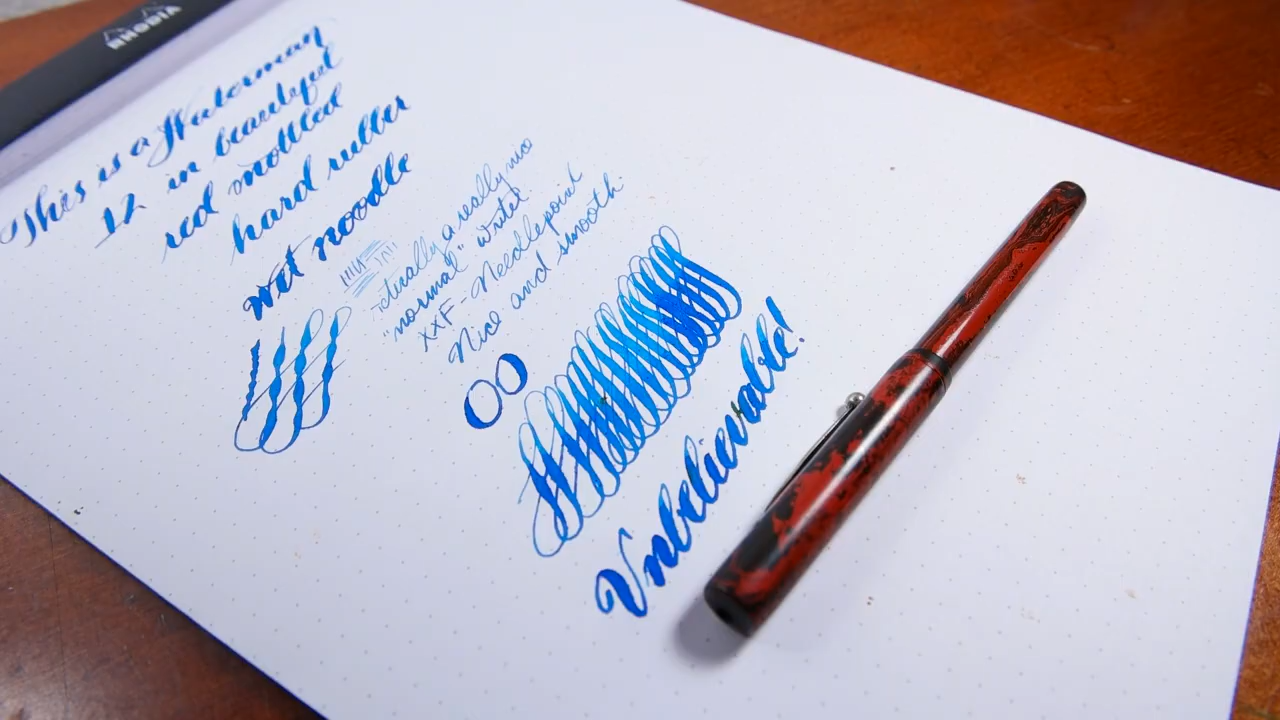 RHODIA
This is a Waterman
12 in beautiful
red mottled
hard rubber
wet noodle
actually a really nice
"normal" writer
XXF - Needlepoint
Nice and smooth.
Unbelievable!